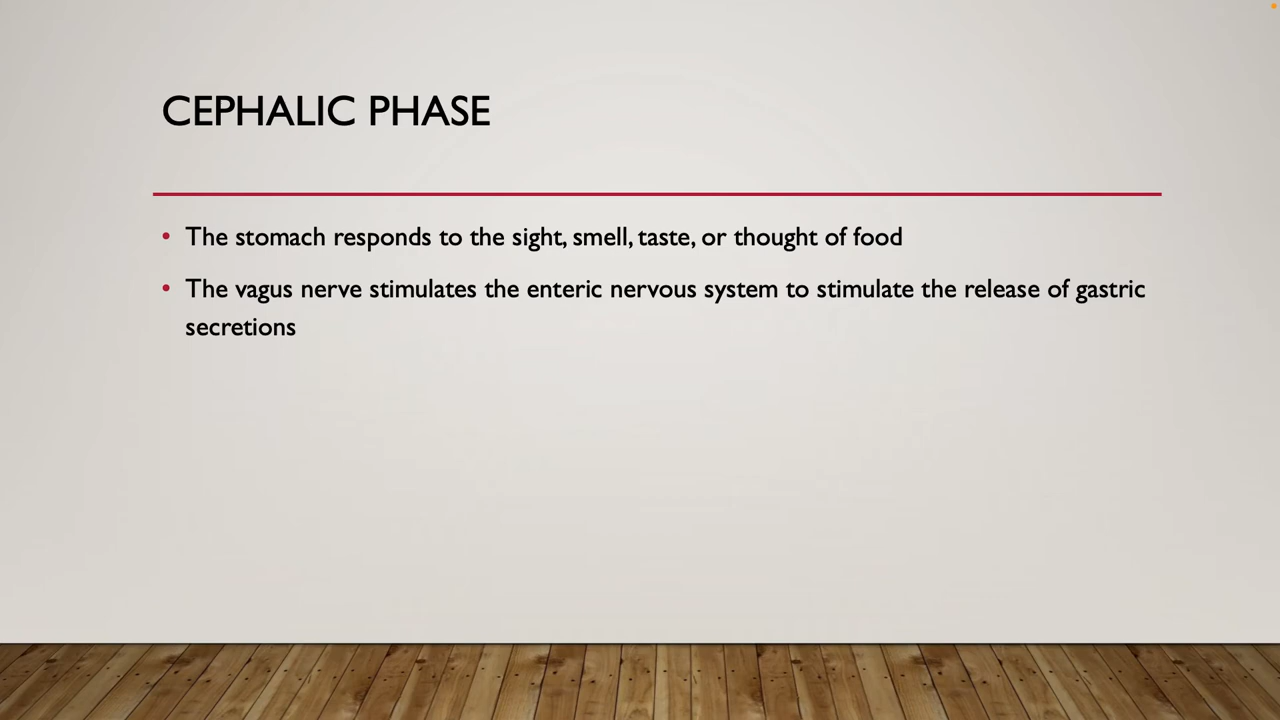 CEPHALIC PHASE
• The stomach responds to the sight, smell, taste, or thought of food
• The vagus nerve stimulates the enteric nervous system to stimulate the release of gastric
secretions